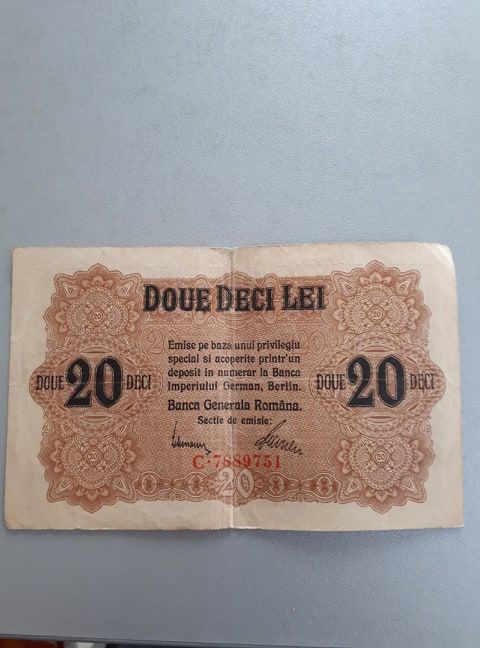 DOUE DECI LEI
Emise pe baza unui privilegiu
special si acoperite printr'un
deposit in numerar la Banca
Imperiului German, Berlin.
DOUE 20 DECI
DOUE 20 DECI
Banca Generala Română.
Sectie de emisie:
C·7889751
20